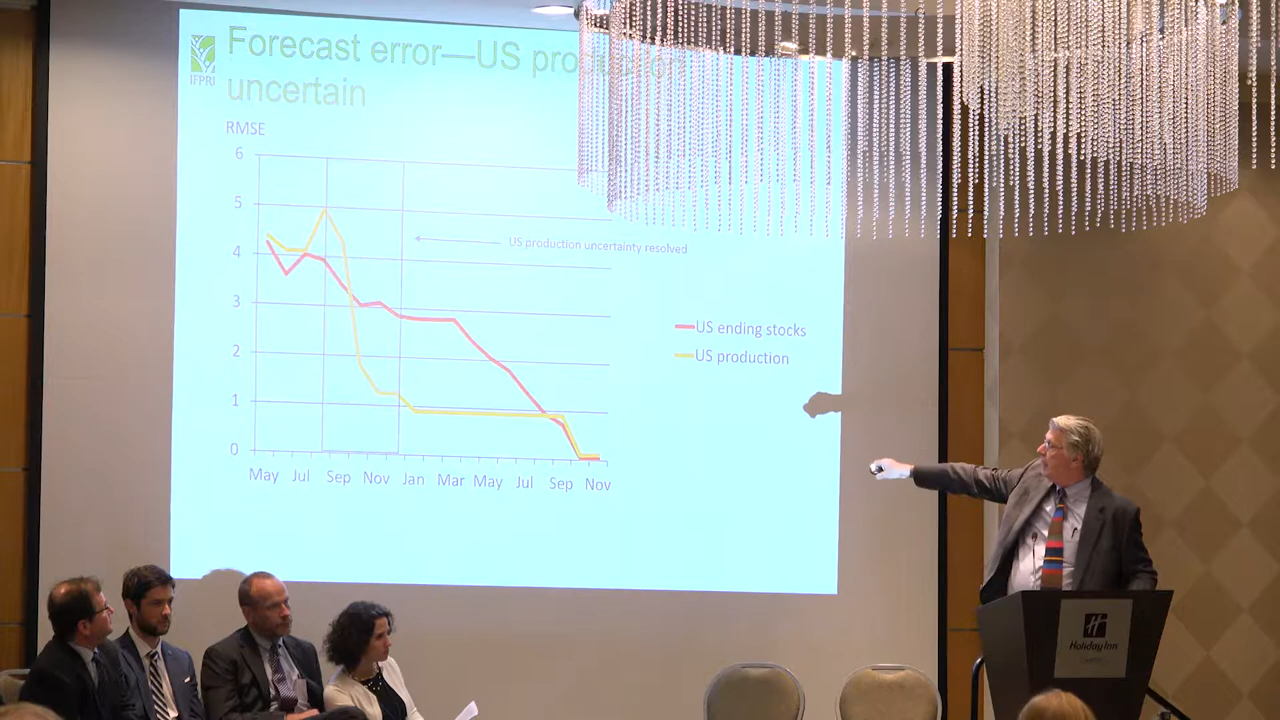 Forecast error—US production
uncertain
IFPRI
RMSE
6
5
4
3
2
1
0
US production uncertainty resolved
US ending stocks
US production
May Jul Sep Nov Jan Mar May Jul Sep Nov
H
Holiday Inn